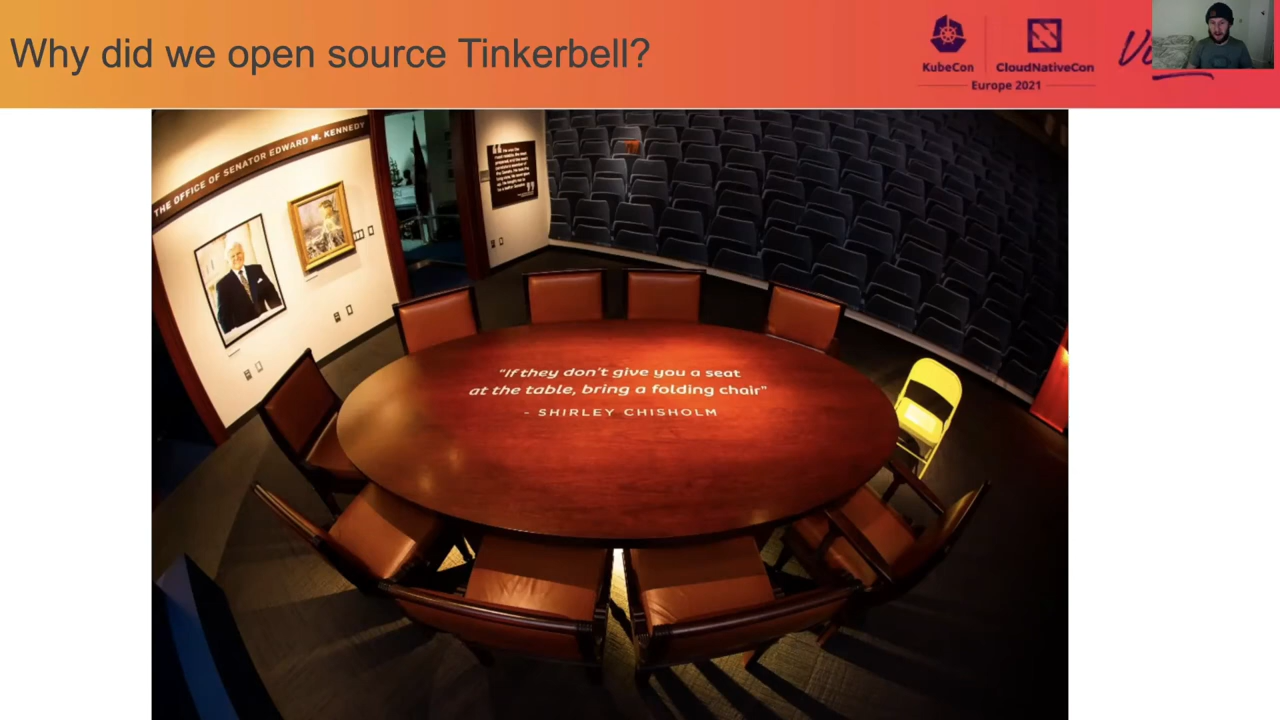 Why did we open source Tinkerbell?
KubeCon
CloudNativeCon
Europe 2021
THE OFFICE OF SENATOR EDWARD M. KENNEDY
"If they don't give you a seat
at the table, bring a folding chair"
- SHIRLEY CHISHOLM